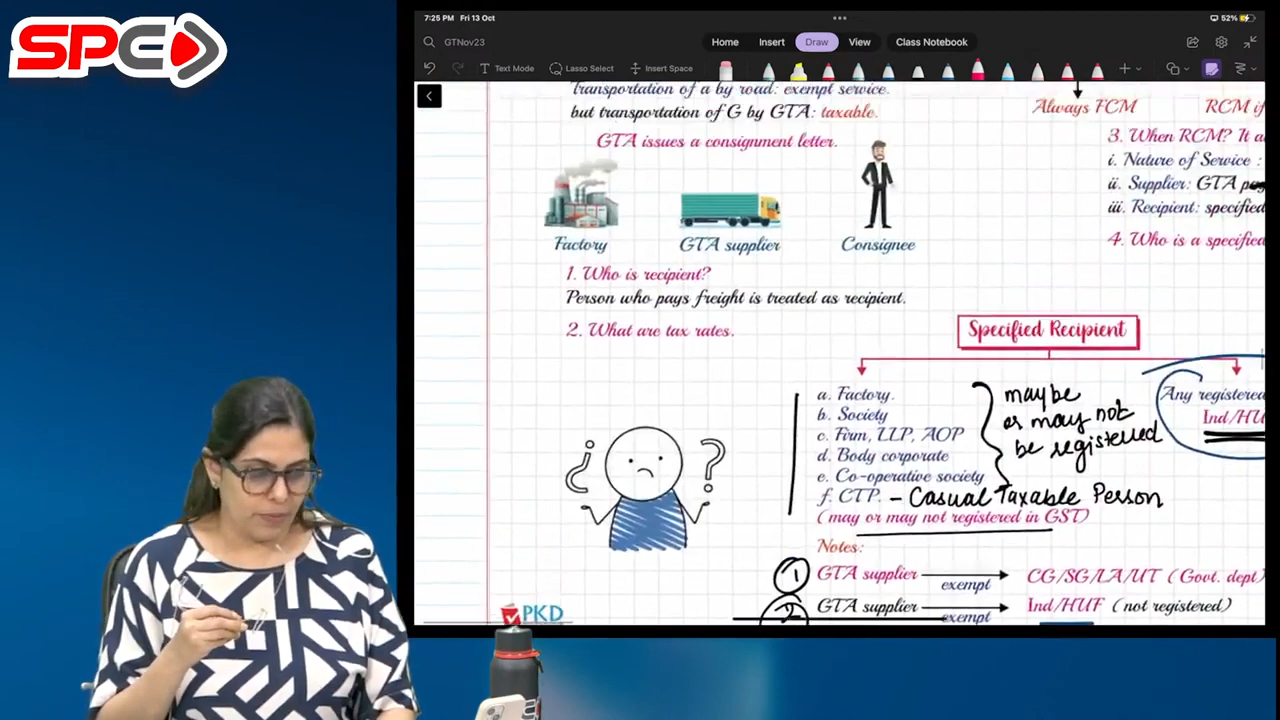 SPC
7:25 PM Fri 13 Oct
52%
GTNov23
Home Insert Draw View Class Notebook
Text Mode Lasso Select Insert Space
Transportation of a by road: exempt service.
but transportation of G by GTA: taxable.
GTA issues a consignment letter.
Factory GTA supplier Consignee
1. Who is recipient?
Person who pays freight is treated as recipient.
2. What are tax rates.
Always FCM RCM if
3. When RCM? It a
i. Nature of Service :
ii. Supplier: GTA
iii. Recipient: specified
4. Who is a specified
Specified Recipient
a. Factory.
b. Society
c. Firm, LLP, AOP
d. Body corporate
e. Co-operative society
f. CTP. - Casual Taxable Person
(may or may not registered in GST)
maybe
or may not
be registered
Any registered
Ind/HU
Notes:
1 GTA supplier exempt CG/SG/LA/UT (Govt. dept)
2 GTA supplier exempt Ind/HUF (not registered)
PKD